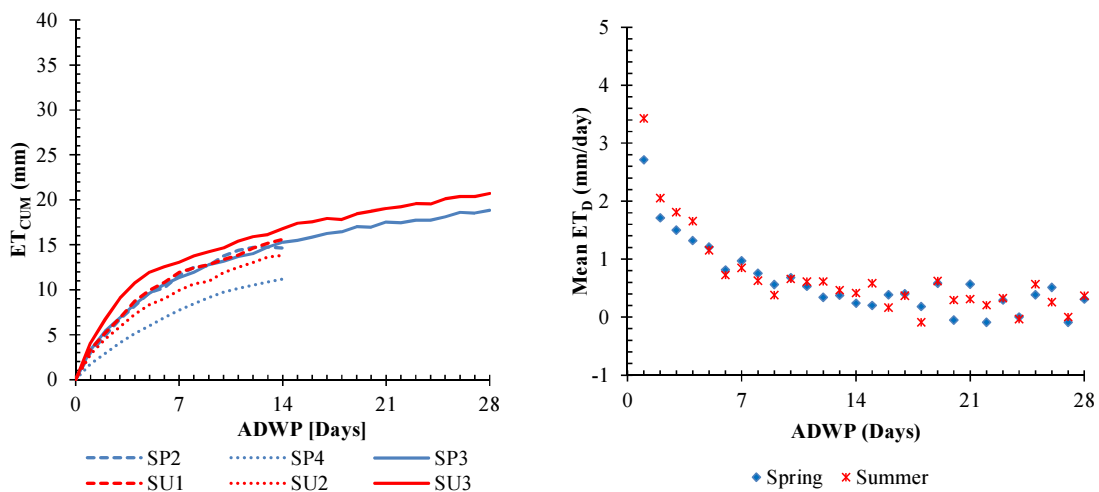 40
35
30
25
20
15
10
5
0
ET_CUM (mm)
0 7 14 21 28
ADWP [Days]
SP2 SP4 SP3
SU1 SU2 SU3
5
4
3
2
1
0
-1
Mean ET_D (mm/day)
0 7 14 21 28
ADWP (Days)
Spring Summer